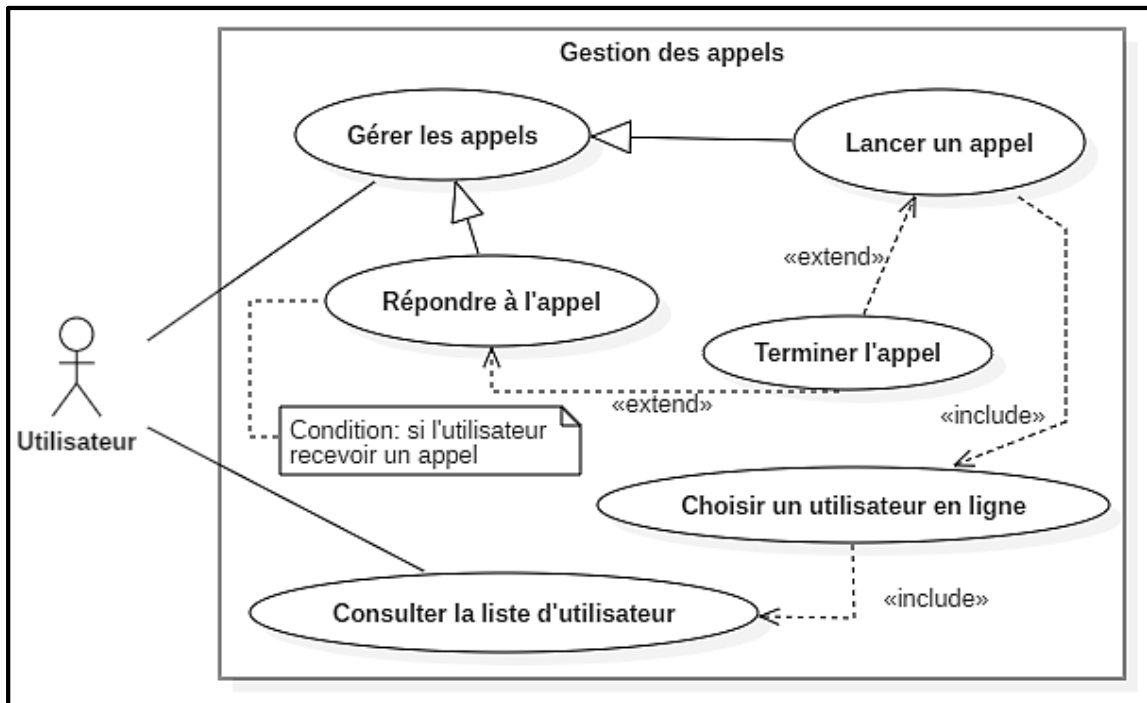 Gestion des appels
Gérer les appels
Lancer un appel
«extend»
Répondre à l'appel
Terminer l'appel
«extend»
Utilisateur
Condition: si l'utilisateur
recevoir un appel
«include»
Choisir un utilisateur en ligne
«include»
Consulter la liste d'utilisateur